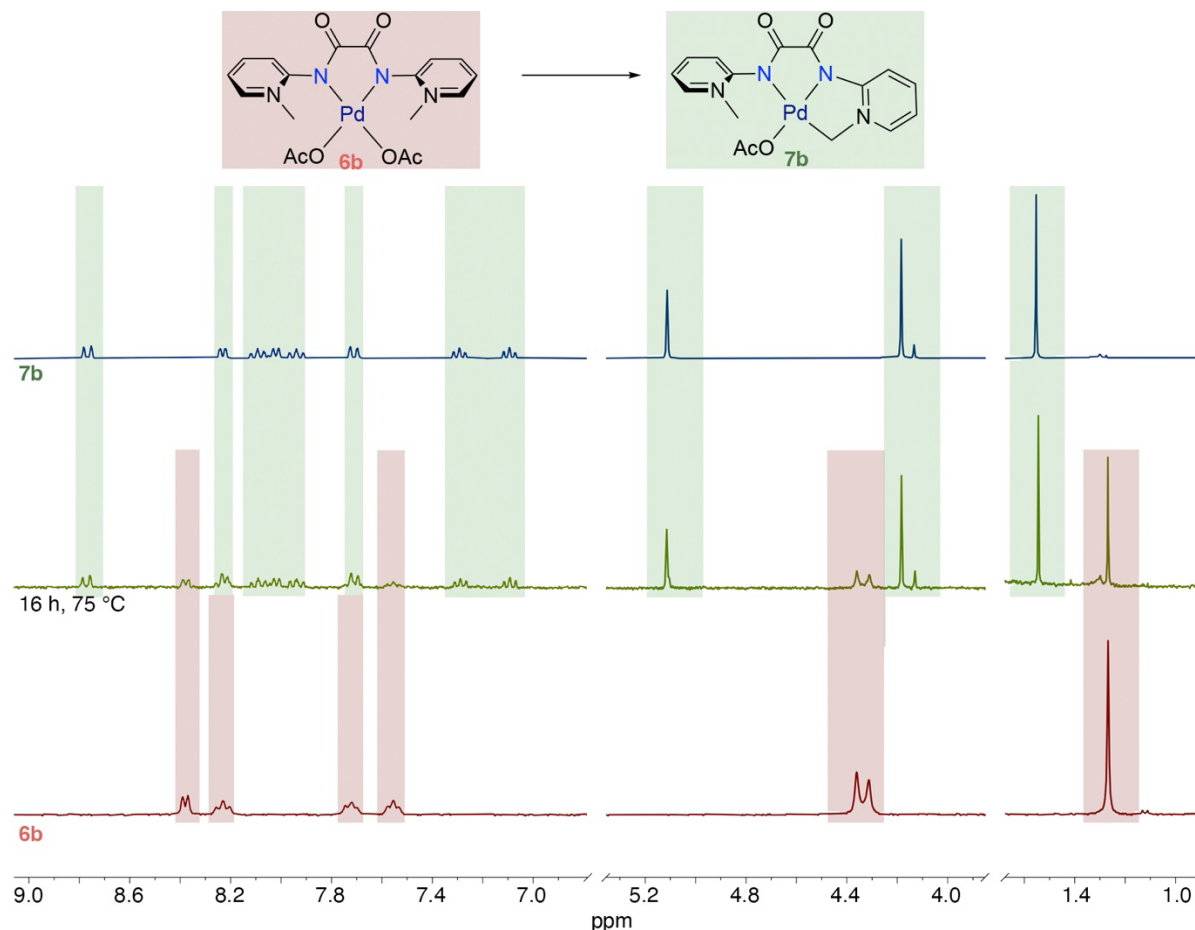 O O O O
N N N N
N Pd N Pd N
AcO OAc AcO
6b 7b
7b
16 h, 75 °C
6b
9.0 8.6 8.2 7.8 7.4 7.0 5.2 4.8 4.4 4.0 1.4 1.0
ppm